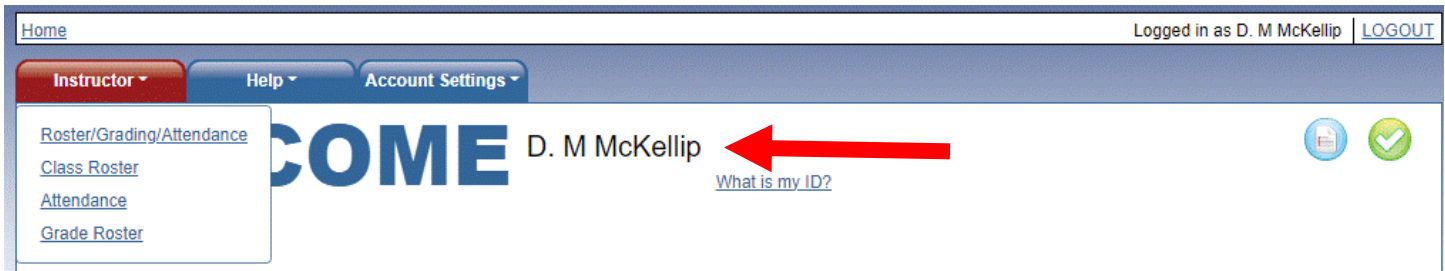 Home
Logged in as D. M McKellip LOGOUT
Instructor Help Account Settings
Roster/Grading/Attendance
Class Roster
Attendance
Grade Roster
COME D. M McKellip
What is my ID?